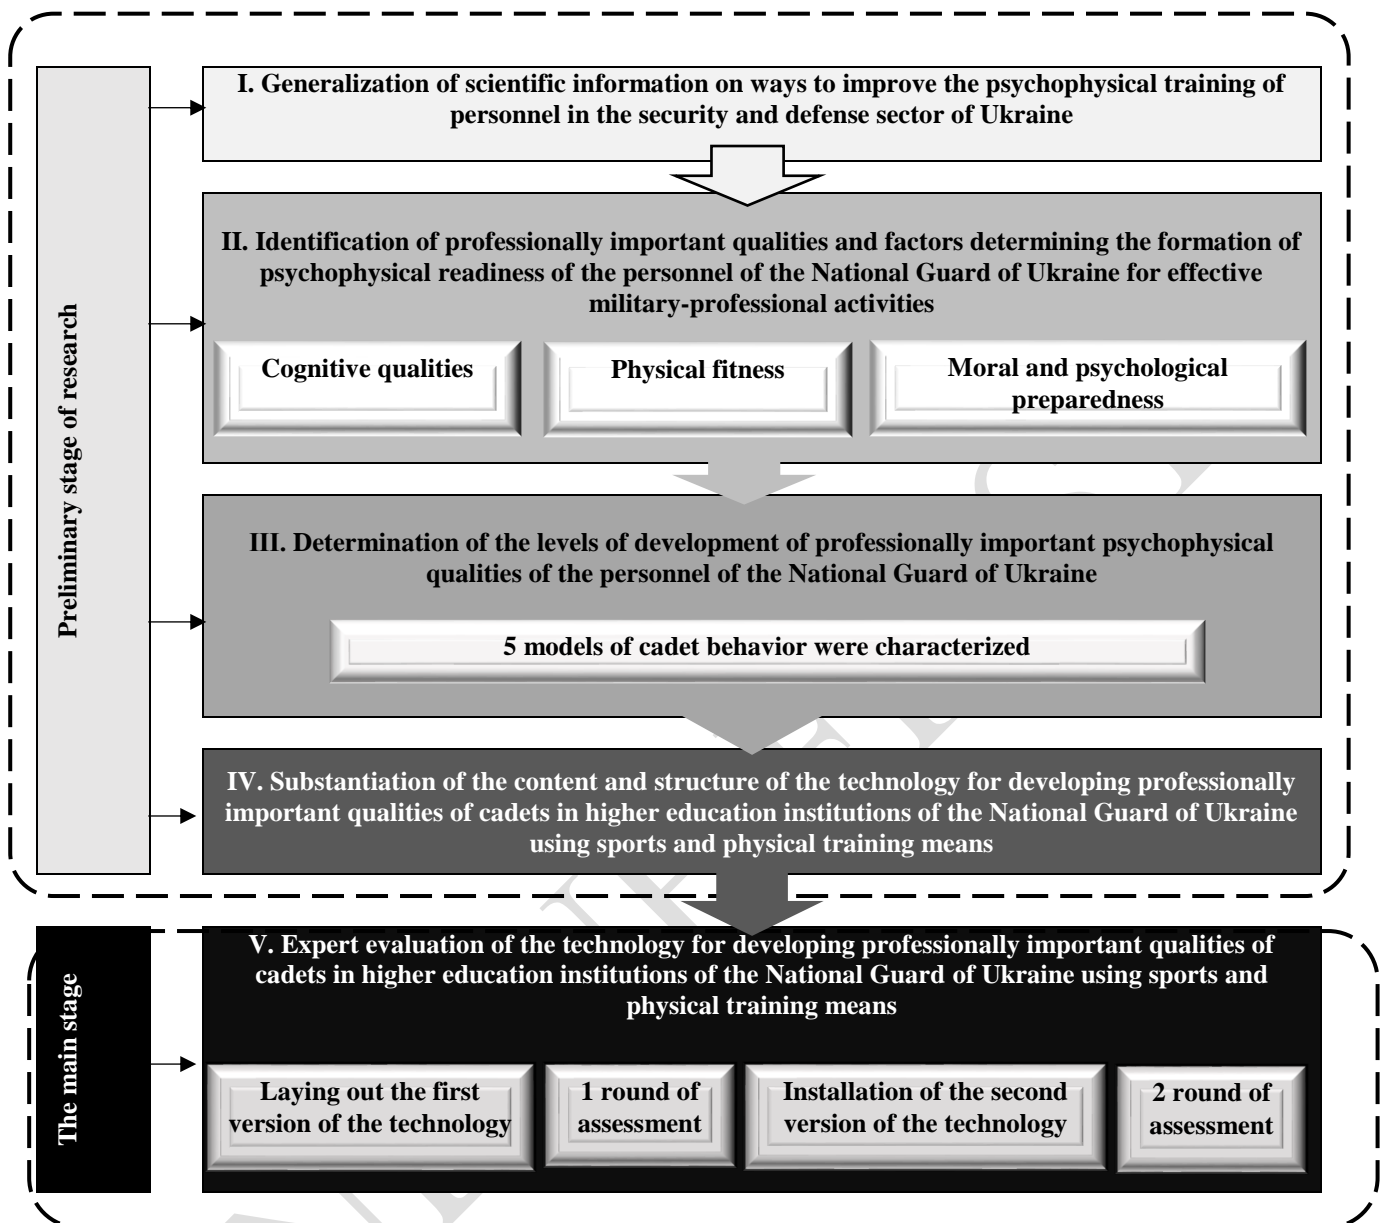 Preliminary stage of research
I. Generalization of scientific information on ways to improve the psychophysical training of
personnel in the security and defense sector of Ukraine
II. Identification of professionally important qualities and factors determining the formation of
psychophysical readiness of the personnel of the National Guard of Ukraine for effective
military-professional activities
Cognitive qualities
Physical fitness
Moral and psychological
preparedness
III. Determination of the levels of development of professionally important psychophysical
qualities of the personnel of the National Guard of Ukraine
5 models of cadet behavior were characterized
IV. Substantiation of the content and structure of the technology for developing professionally
important qualities of cadets in higher education institutions of the National Guard of Ukraine
using sports and physical training means
The main stage
V. Expert evaluation of the technology for developing professionally important qualities of
cadets in higher education institutions of the National Guard of Ukraine using sports and
physical training means
Laying out the first
version of the technology
1 round of
assessment
Installation of the second
version of the technology
2 round of
assessment